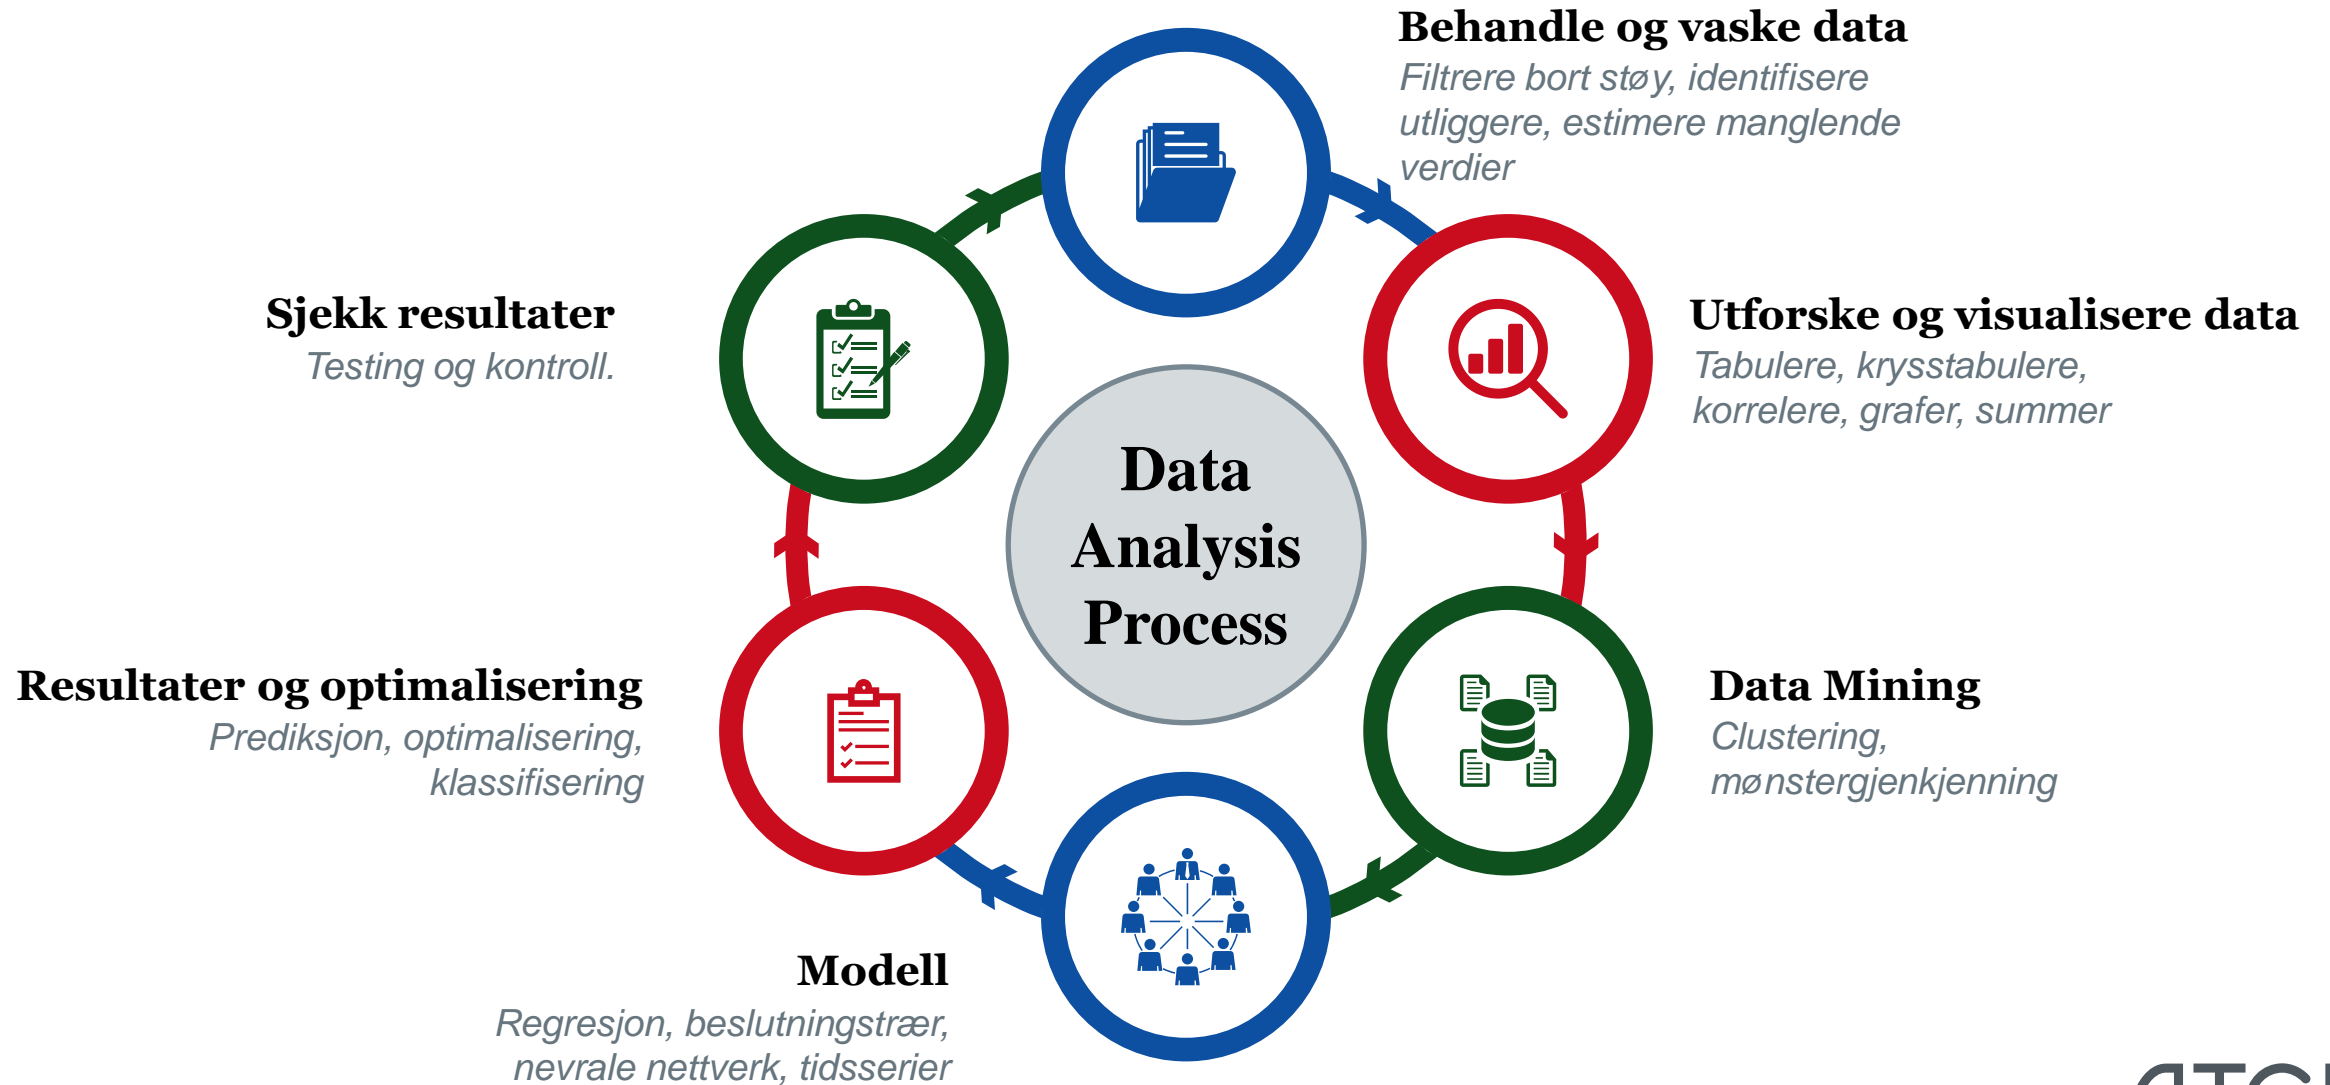 Behandle og vaske data
Filtrere bort støy, identifisere
utliggere, estimere manglende
verdier
Utforske og visualisere data
Tabulere, krysstabulere,
korrelere, grafer, summer
Data Mining
Clustering,
mønstergjenkjenning
Modell
Regresjon, beslutningstrær,
nevrale nettverk, tidsserier
Resultater og optimalisering
Prediksjon, optimalisering,
klassifisering
Sjekk resultater
Testing og kontroll.
Data
Analysis
Process